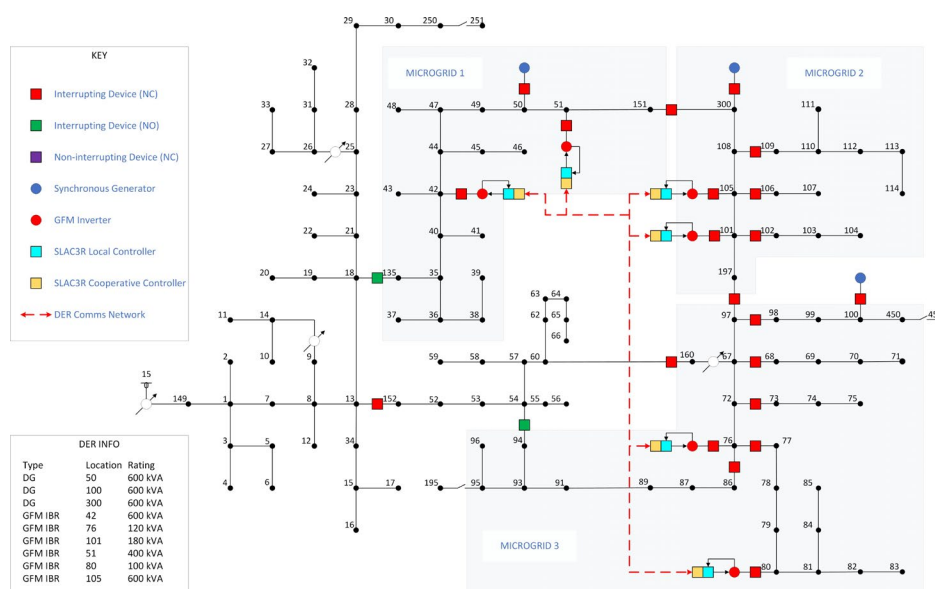 29 30 250 251
KEY
Interrupting Device (NC)
Interrupting Device (NO)
Non-interrupting Device (NC)
Synchronous Generator
GFM Inverter
SLAC3R Local Controller
SLAC3R Cooperative Controller
DER Comms Network
MICROGRID 1
MICROGRID 2
32
33 31 28 48 47 49 50 51 151 300 111
27 26 25 44 45 46 108 109 110 112 113
24 23 43 42 105 106 107 114
22 21 40 41 101 102 103 104
20 19 18 135 35 39 197
11 14 37 36 38 63 64 97 98 99 100 450 45
62 65
66
2 10 9 59 58 57 60 160 67 68 69 70 71
15
149 1 7 8 13 152 52 53 54 55 56 72 73 74 75
3 5 12 34 96 94 76 77
4 6 15 17 195 95 93 91 89 87 86 78 85
16 79 84
80 81 82 83
MICROGRID 3
DER INFO
Type Location Rating
DG 50 600 kVA
DG 100 600 kVA
DG 300 600 kVA
GFM IBR 42 600 kVA
GFM IBR 76 120 kVA
GFM IBR 101 180 kVA
GFM IBR 51 400 kVA
GFM IBR 80 100 kVA
GFM IBR 105 600 kVA